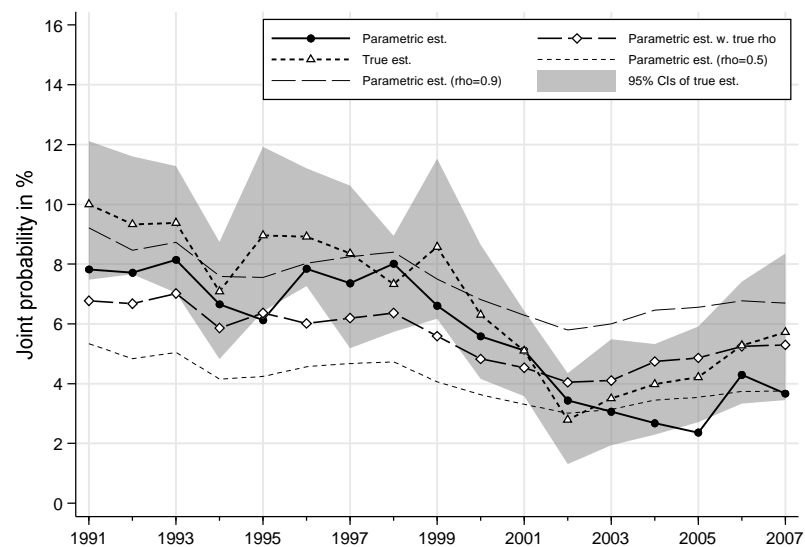 Parametric est.
Parametric est. w. true rho
True est.
Parametric est. (rho=0.5)
Parametric est. (rho=0.9)
95% CIs of true est.
Joint probability in %
16
14
12
10
8
6
4
2
0
1991 1993 1995 1997 1999 2001 2003 2005 2007